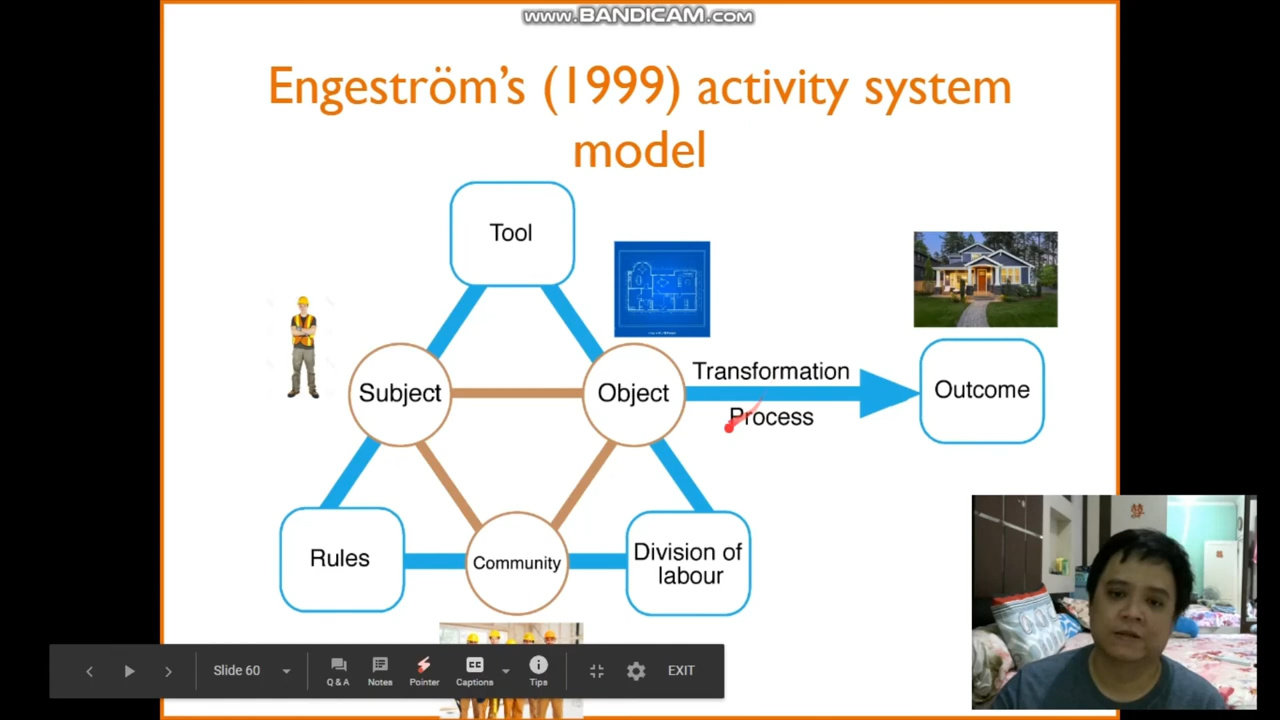 www.BANDICAM.com
Engeström's (1999) activity system
model
Tool
Subject
Object
Transformation
Process
Outcome
Rules
Community
Division of
labour
Slide 60
Q & A
Notes
Pointer
CC
Captions
Tips
EXIT